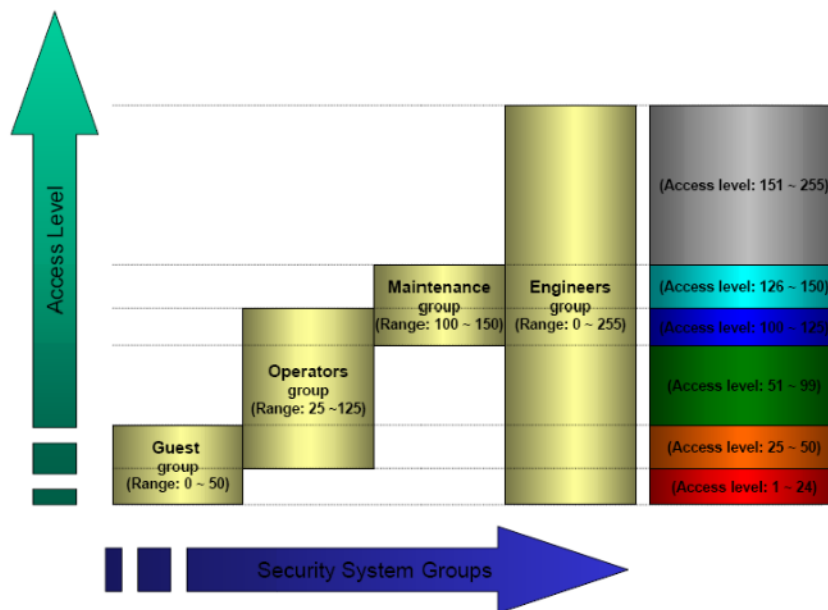 Access Level
(Access level: 151 ~ 255)
Maintenance
group
(Range: 100 ~ 150)
Engineers
group
(Range: 0 ~ 255)
(Access level: 126 ~ 150)
(Access level: 100 ~ 125)
Operators
group
(Range: 25 ~125)
(Access level: 51 ~ 99)
Guest
group
(Range: 0 ~ 50)
(Access level: 25 ~ 50)
(Access level: 1 ~ 24)
Security System Groups